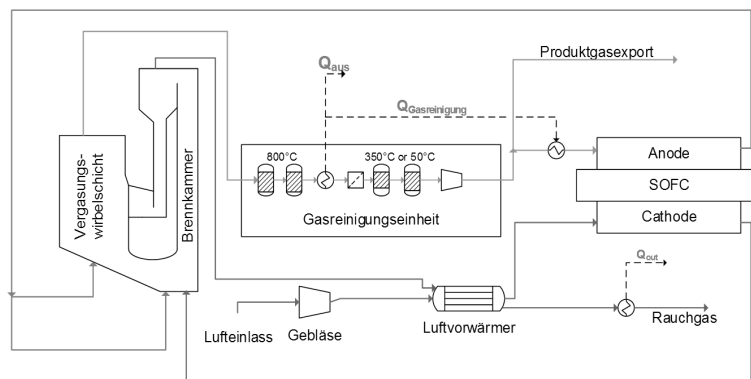 Produktgasexport
Qaus
QGasreinigung
800°C
350°C or 50°C
Gasreinigungseinheit
Vergasungs-
wirbelschicht
Brennkammer
Anode
SOFC
Cathode
Qout
Lufteinlass
Gebläse
Luftvorwärmer
Rauchgas